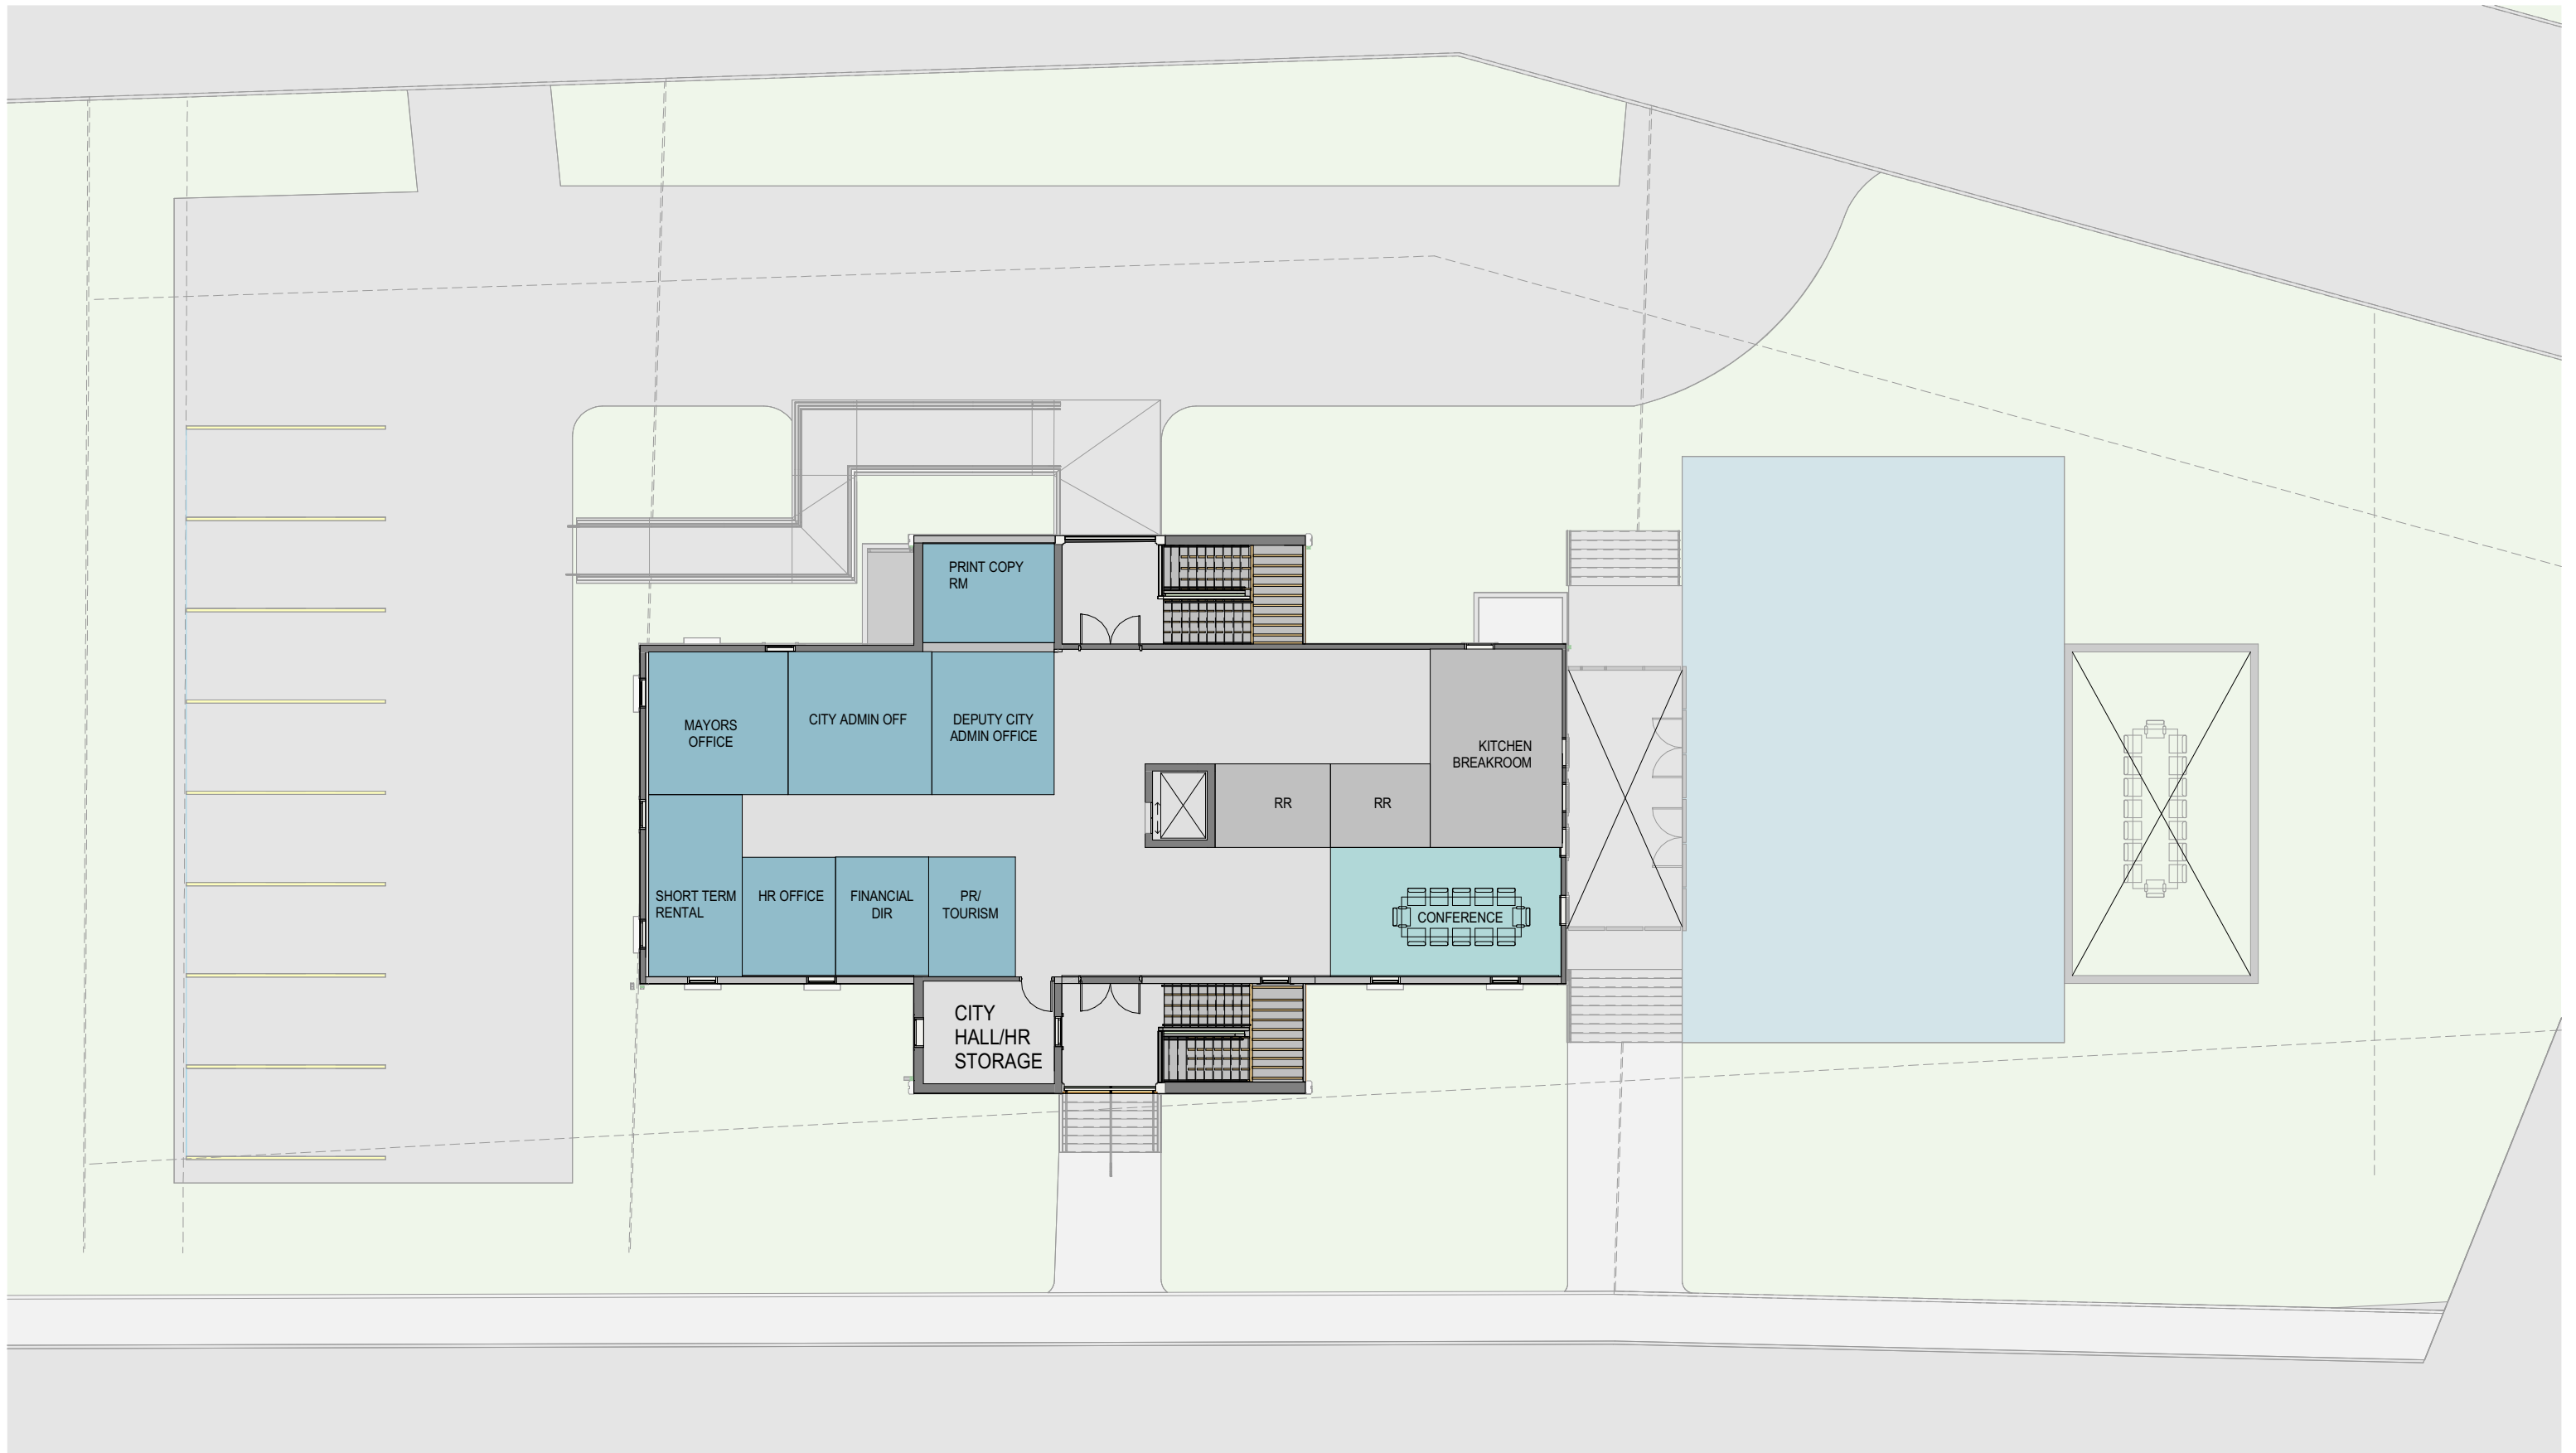 PRINT COPY
RM
MAYORS
OFFICE
CITY ADMIN OFF
DEPUTY CITY
ADMIN OFFICE
KITCHEN
BREAKROOM
RR
RR
SHORT TERM
RENTAL
HR OFFICE
FINANCIAL
DIR
PR/
TOURISM
CONFERENCE
CITY
HALL/HR
STORAGE